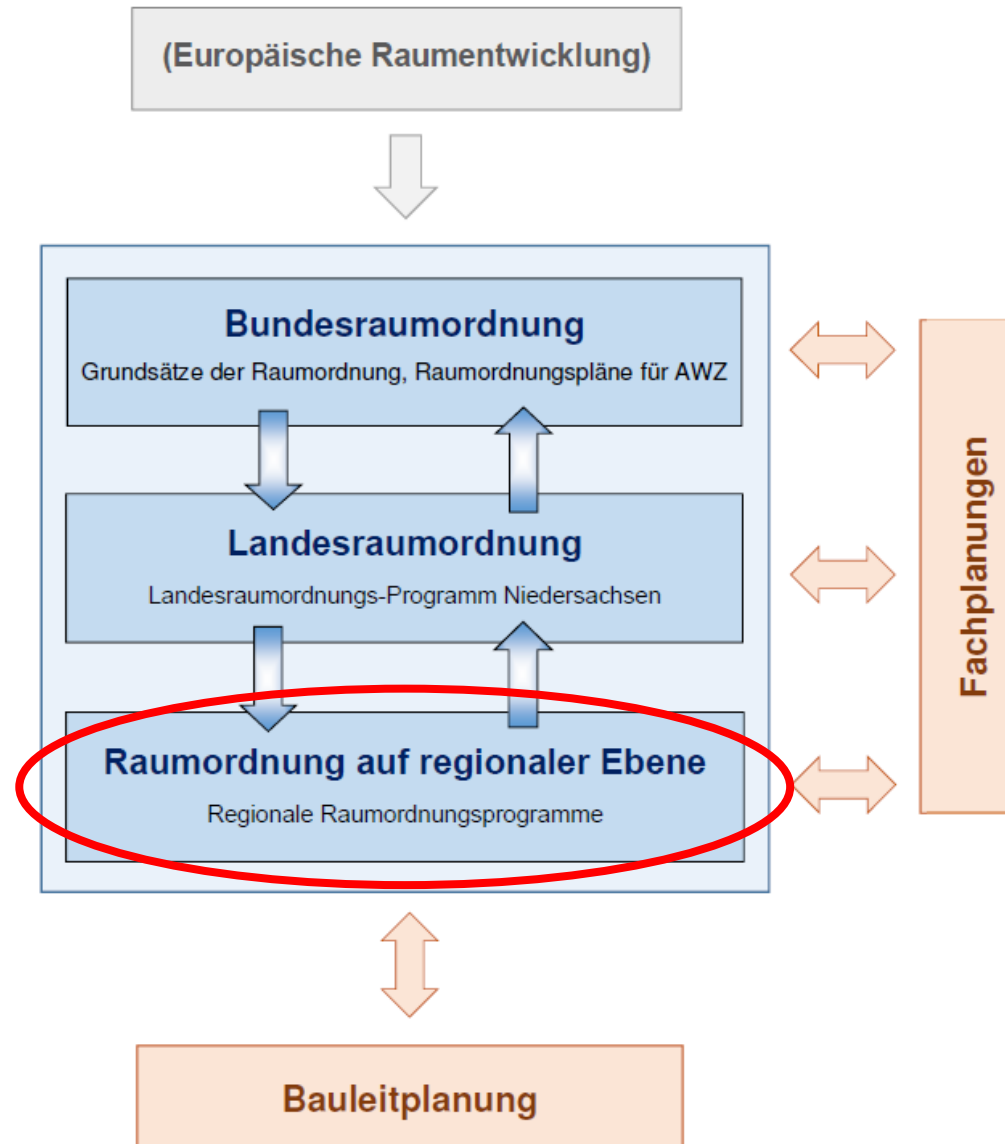 (Europäische Raumentwicklung)
Bundesraumordnung
Grundsätze der Raumordnung, Raumordnungspläne für AWZ
Landesraumordnung
Landesraumordnungs-Programm Niedersachsen
Raumordnung auf regionaler Ebene
Regionale Raumordnungsprogramme
Fachplanungen
Bauleitplanung